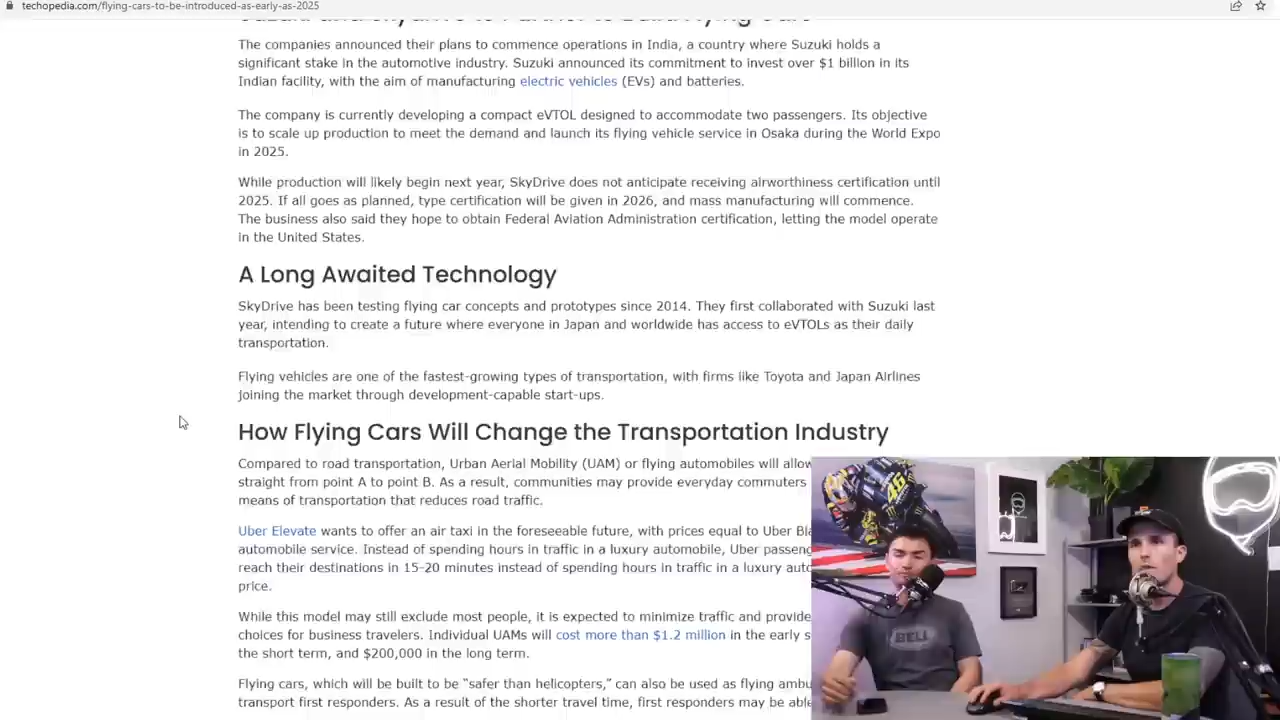 techopedia.com/flying-cars-to-be-introduced-as-early-as-2025
Suzuki and SkyDrive to Partner to Build Flying Cars
The companies announced their plans to commence operations in India, a country where Suzuki holds a
significant stake in the automotive industry. Suzuki announced its commitment to invest over $1 billion in its
Indian facility, with the aim of manufacturing electric vehicles (EVs) and batteries.
The company is currently developing a compact eVTOL designed to accommodate two passengers. Its objective
is to scale up production to meet the demand and launch its flying vehicle service in Osaka during the World Expo
in 2025.
While production will likely begin next year, SkyDrive does not anticipate receiving airworthiness certification until
2025. If all goes as planned, type certification will be given in 2026, and mass manufacturing will commence.
The business also said they hope to obtain Federal Aviation Administration certification, letting the model operate
in the United States.
A Long Awaited Technology
SkyDrive has been testing flying car concepts and prototypes since 2014. They first collaborated with Suzuki last
year, intending to create a future where everyone in Japan and worldwide has access to eVTOLs as their daily
transportation.
Flying vehicles are one of the fastest-growing types of transportation, with firms like Toyota and Japan Airlines
joining the market through development-capable start-ups.
How Flying Cars Will Change the Transportation Industry
Compared to road transportation, Urban Aerial Mobility (UAM) or flying automobiles will allow
straight from point A to point B. As a result, communities may provide everyday commuters
means of transportation that reduces road traffic.
Uber Elevate wants to offer an air taxi in the foreseeable future, with prices equal to Uber
automobile service. Instead of spending hours in traffic in a luxury automobile, Uber
reach their destinations in 15-20 minutes instead of spending hours in traffic in a luxury
price.
While this model may still exclude most people, it is expected to minimize traffic and provide
choices for business travelers. Individual UAMs will cost more than $1.2 million in the early
the short term, and $200,000 in the long term.
Flying cars, which will be built to be “safer than helicopters,” can also be used as flying
transport first responders. As a result of the shorter travel time, first responders may be
46
BELL